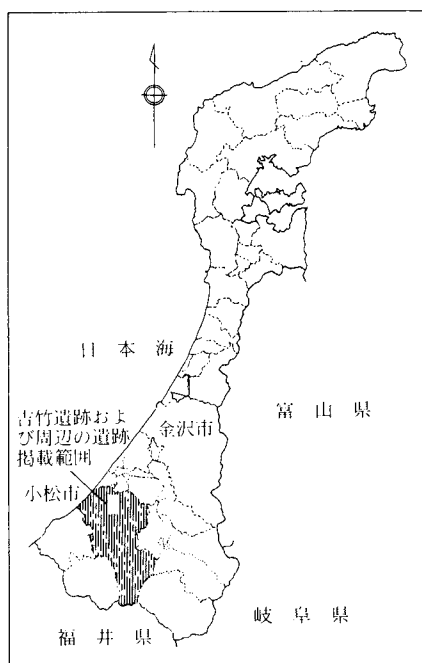 日本海
富山県
吉竹遺跡およ
び周辺の遺跡
掲載範囲
金沢市
小松市
岐阜県
福井県